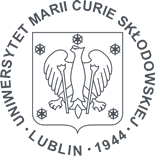 UNIWERSYTET MARII CURIE SKŁODOWSKIEJ
· LUBLIN · 1944 ·